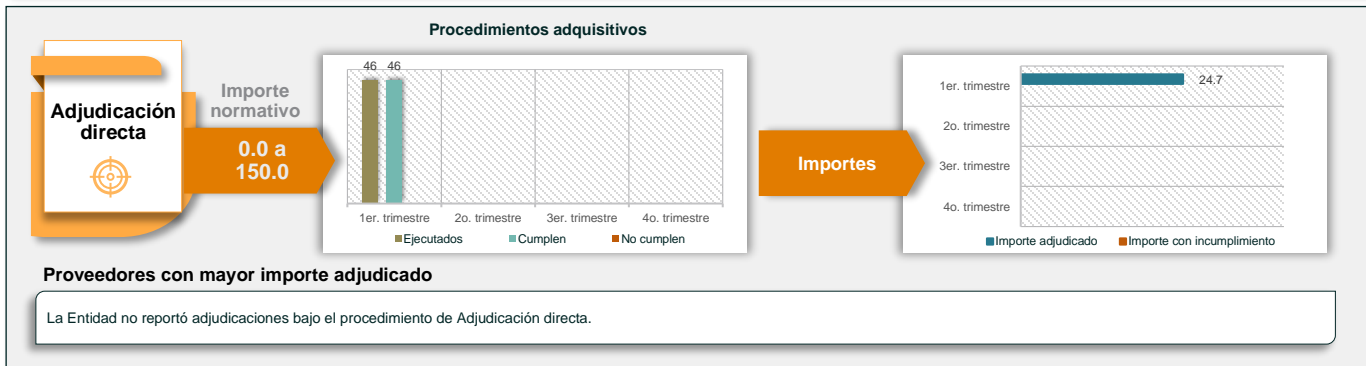 Procedimientos adquisitivos
Adjudicación
directa
Importe
normativo
0.0 a
150.0
46 46
1er. trimestre 2o. trimestre 3er. trimestre 4o. trimestre
Ejecutados Cumplen No cumplen
Importes
1er. trimestre 24.7
2o. trimestre
3er. trimestre
4o. trimestre
Importe adjudicado Importe con incumplimiento
Proveedores con mayor importe adjudicado
La Entidad no reportó adjudicaciones bajo el procedimiento de Adjudicación directa.